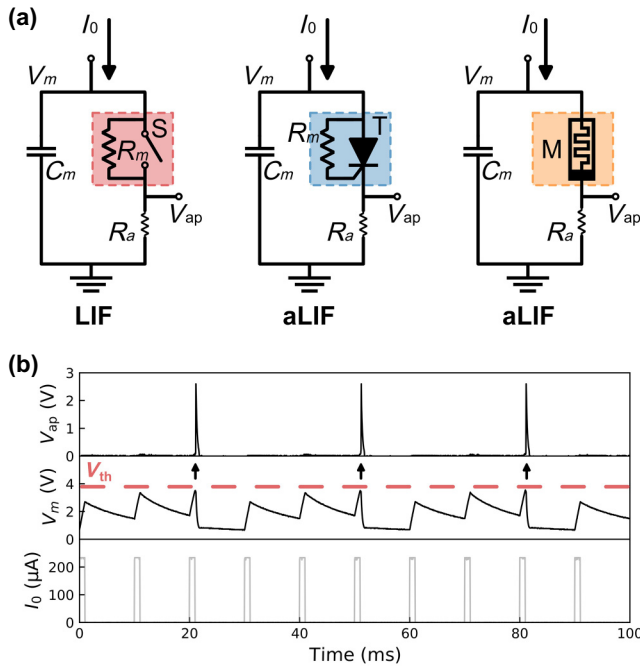 (a)
I0 I0 I0
Vm Vm Vm
S T
Rm Rm M
Cm Cm Cm
Vap Vap Vap
Ra Ra Ra
LIF aLIF aLIF
(b)
Vap (V)
3
2
1
0
Vth
Vm (V)
4
2
0
I0 (μA)
200
100
0
0 20 40 60 80 100
Time (ms)